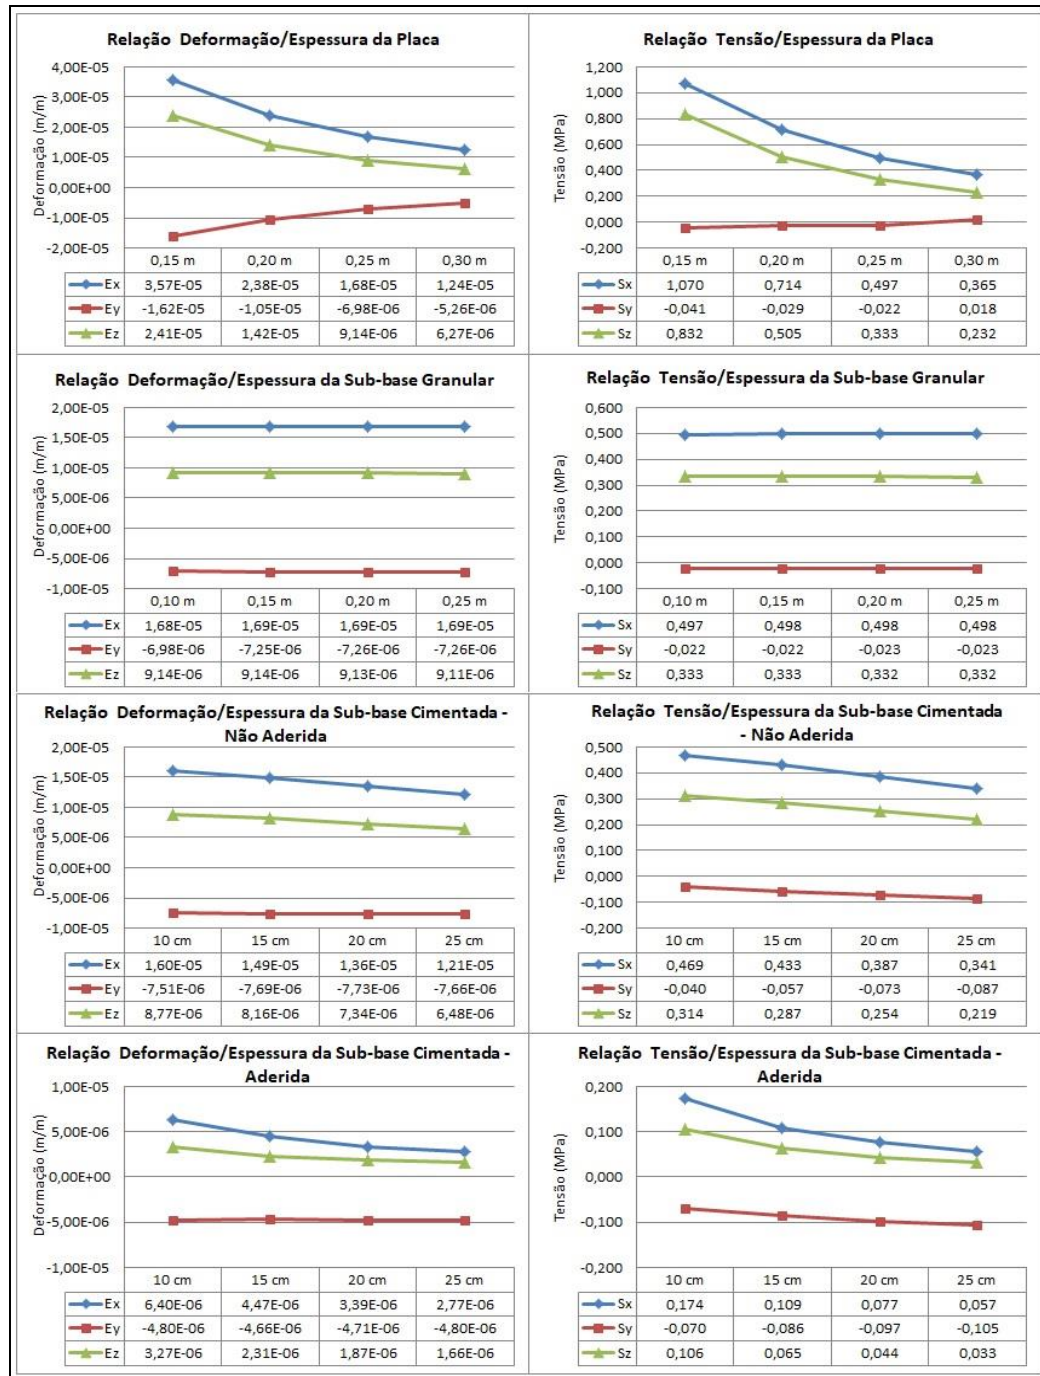 Relação Deformação/Espessura da Placa
Deformação (m/m)
4,00E-05
3,00E-05
2,00E-05
1,00E-05
0,00E+00
-1,00E-05
-2,00E-05
0,15 m 0,20 m 0,25 m 0,30 m
Ex 3,57E-05 2,38E-05 1,68E-05 1,24E-05
Ey -1,62E-05 -1,05E-05 -6,98E-06 -5,26E-06
Ez 2,41E-05 1,42E-05 9,14E-06 6,27E-06
Relação Tensão/Espessura da Placa
Tensão (MPa)
1,200
1,000
0,800
0,600
0,400
0,200
0,000
-0,200
0,15 m 0,20 m 0,25 m 0,30 m
Sx 1,070 0,714 0,497 0,365
Sy -0,041 -0,029 -0,022 0,018
Sz 0,832 0,505 0,333 0,232
Relação Deformação/Espessura da Sub-base Granular
Deformação (m/m)
2,00E-05
1,50E-05
1,00E-05
5,00E-06
0,00E+00
-5,00E-06
-1,00E-05
0,10 m 0,15 m 0,20 m 0,25 m
Ex 1,68E-05 1,69E-05 1,69E-05 1,69E-05
Ey -6,98E-06 -7,25E-06 -7,26E-06 -7,26E-06
Ez 9,14E-06 9,14E-06 9,13E-06 9,11E-06
Relação Tensão/Espessura da Sub-base Granular
Tensão (MPa)
0,600
0,500
0,400
0,300
0,200
0,100
0,000
-0,100
0,10 m 0,15 m 0,20 m 0,25 m
Sx 0,497 0,498 0,498 0,498
Sy -0,022 -0,022 -0,023 -0,023
Sz 0,333 0,333 0,332 0,332
Relação Deformação/Espessura da Sub-base Cimentada -
Não Aderida
Deformação (m/m)
2,00E-05
1,50E-05
1,00E-05
5,00E-06
0,00E+00
-5,00E-06
-1,00E-05
10 cm 15 cm 20 cm 25 cm
Ex 1,60E-05 1,49E-05 1,36E-05 1,21E-05
Ey -7,51E-06 -7,69E-06 -7,73E-06 -7,66E-06
Ez 8,77E-06 8,16E-06 7,34E-06 6,48E-06
Relação Tensão/Espessura da Sub-base Cimentada
- Não Aderida
Tensão (MPa)
0,500
0,400
0,300
0,200
0,100
0,000
-0,100
-0,200
10 cm 15 cm 20 cm 25 cm
Sx 0,469 0,433 0,387 0,341
Sy -0,040 -0,057 -0,073 -0,087
Sz 0,314 0,287 0,254 0,219
Relação Deformação/Espessura da Sub-base Cimentada -
Aderida
Deformação (m/m)
1,00E-05
5,00E-06
0,00E+00
-5,00E-06
-1,00E-05
10 cm 15 cm 20 cm 25 cm
Ex 6,40E-06 4,47E-06 3,39E-06 2,77E-06
Ey -4,80E-06 -4,66E-06 -4,71E-06 -4,80E-06
Ez 3,27E-06 2,31E-06 1,87E-06 1,66E-06
Relação Tensão/Espessura da Sub-base Cimentada -
Aderida
Tensão (MPa)
0,200
0,100
0,000
-0,100
-0,200
10 cm 15 cm 20 cm 25 cm
Sx 0,174 0,109 0,077 0,057
Sy -0,070 -0,086 -0,097 -0,105
Sz 0,106 0,065 0,044 0,033